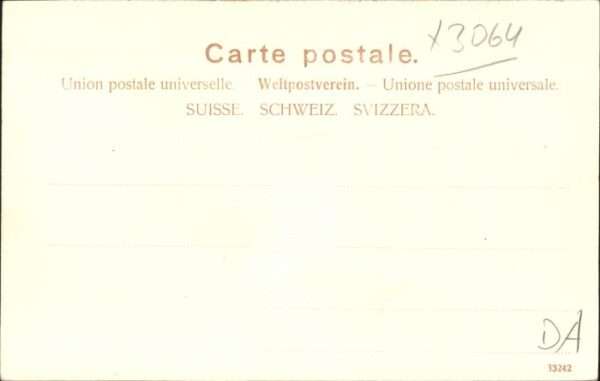 x3064
Carte postale.
Union postale universelle. Weltpostverein. — Unione postale universale.
SUISSE. SCHWEIZ. SVIZZERA.
DA
13242